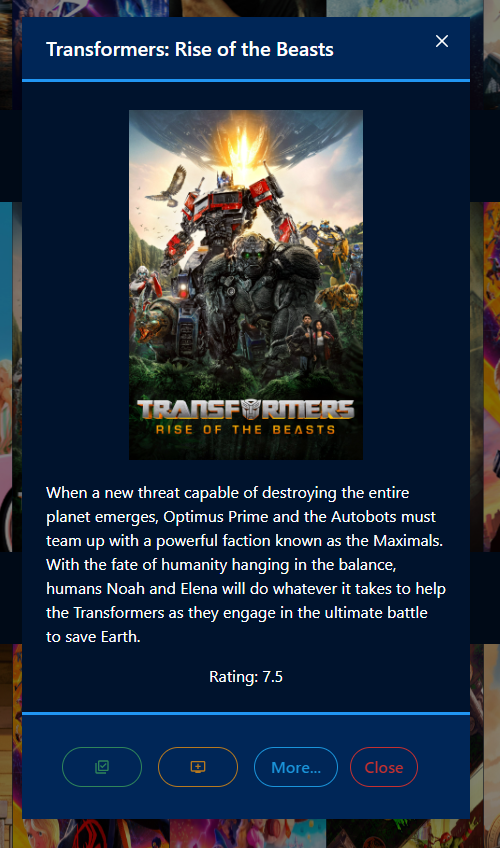 Transformers: Rise of the Beasts
TRANSFORMERS
RISE OF THE BEASTS
When a new threat capable of destroying the entire
planet emerges, Optimus Prime and the Autobots must
team up with a powerful faction known as the Maximals.
With the fate of humanity hanging in the balance,
humans Noah and Elena will do whatever it takes to help
the Transformers as they engage in the ultimate battle
to save Earth.
Rating: 7.5
More...
Close